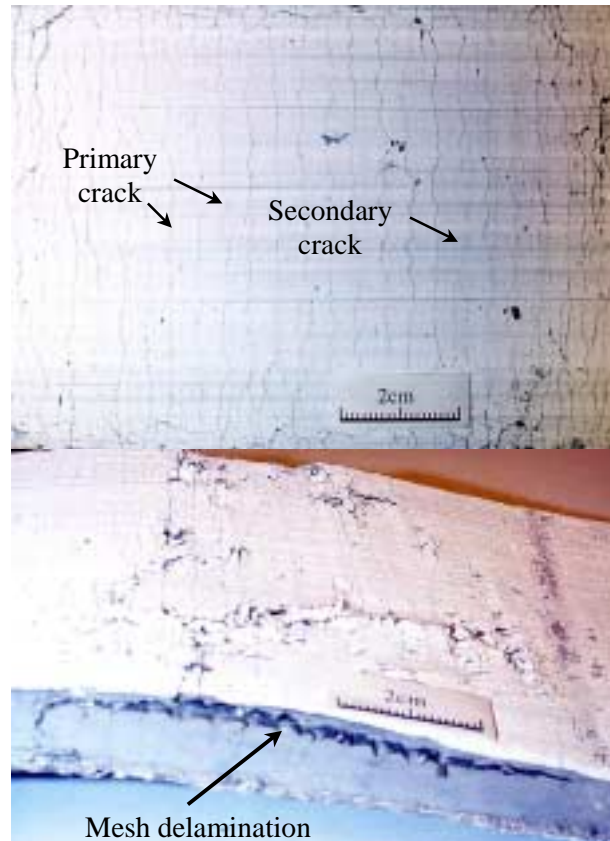 Primary
crack
Secondary
crack
2cm
2cm
Mesh delamination